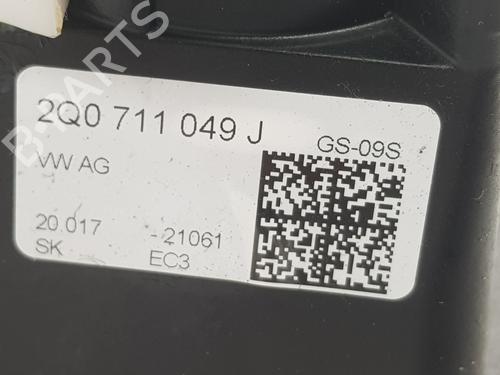 2Q0 711 049 J
GS-09S
VW AG
20.017 -21061
SK EC3
B-PARTS